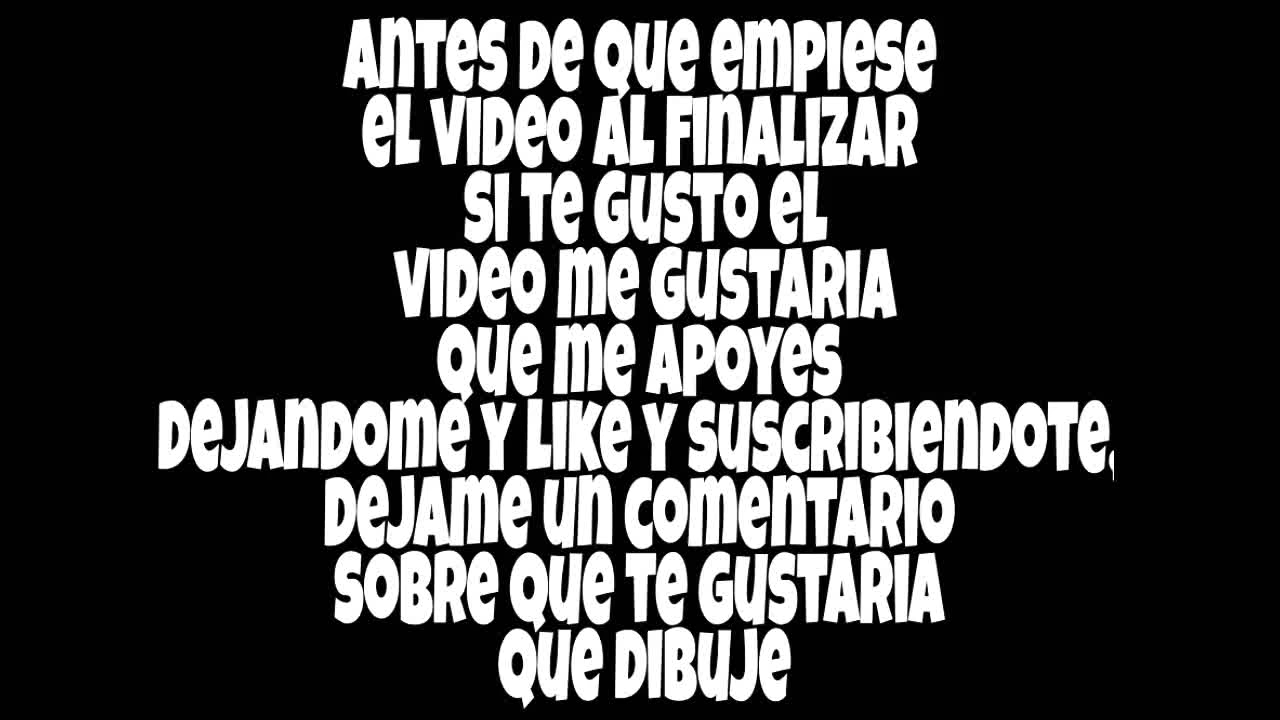 Antes de que empiese
el video al finalizar
si te gusto el
video me gustaria
que me apoyes
dejandome y like y suscribiendote,
dejame un comentario
sobre que te gustaria
que dibuje